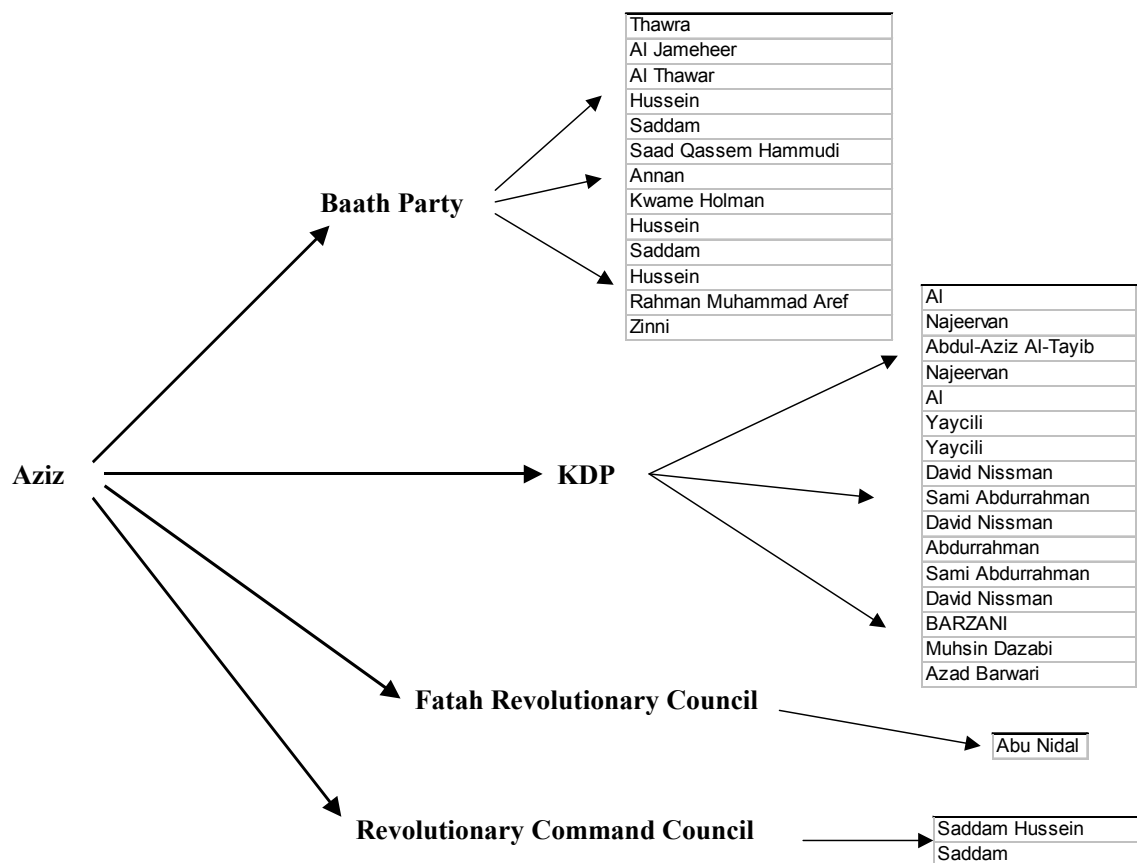 Thawra
Al Jameheer
Al Thawar
Hussein
Saddam
Saad Qassem Hammudi
Annan
Kwame Holman
Hussein
Saddam
Hussein
Rahman Muhammad Aref
Zinni
Baath Party
Al
Najeervan
Abdul-Aziz Al-Tayib
Najeervan
Al
Yaycili
Yaycili
David Nissman
Sami Abdurrahman
David Nissman
Abdurrahman
Sami Abdurrahman
David Nissman
BARZANI
Muhsin Dazabi
Azad Barwari
Aziz
KDP
Fatah Revolutionary Council
Abu Nidal
Revolutionary Command Council
Saddam Hussein
Saddam